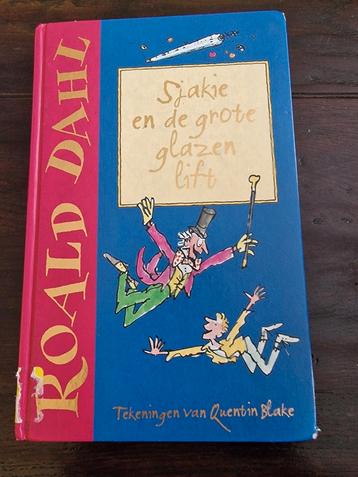 ROALD DAHL
Sjakie
en de grote
glazen
lift
Tekeningen van Quentin Blake